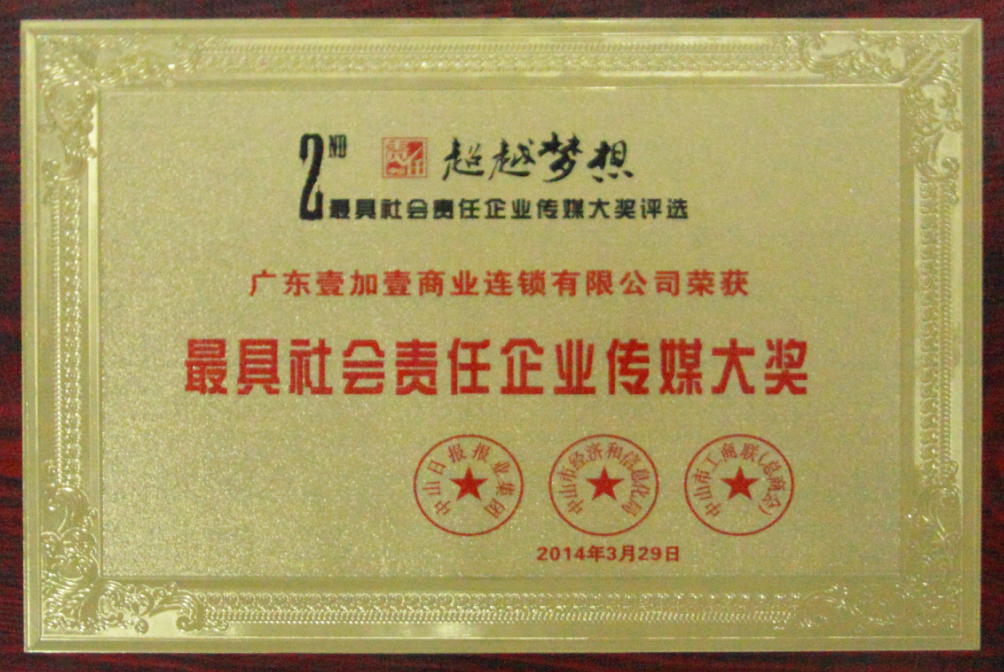 2ND 超越梦想
最具社会责任企业传媒大奖评选
广东壹加壹商业连锁有限公司荣获
最具社会责任企业传媒大奖
中山日报报业集团
中山市经济和信息化局
中山市工商联(总商会)
2014年3月29日